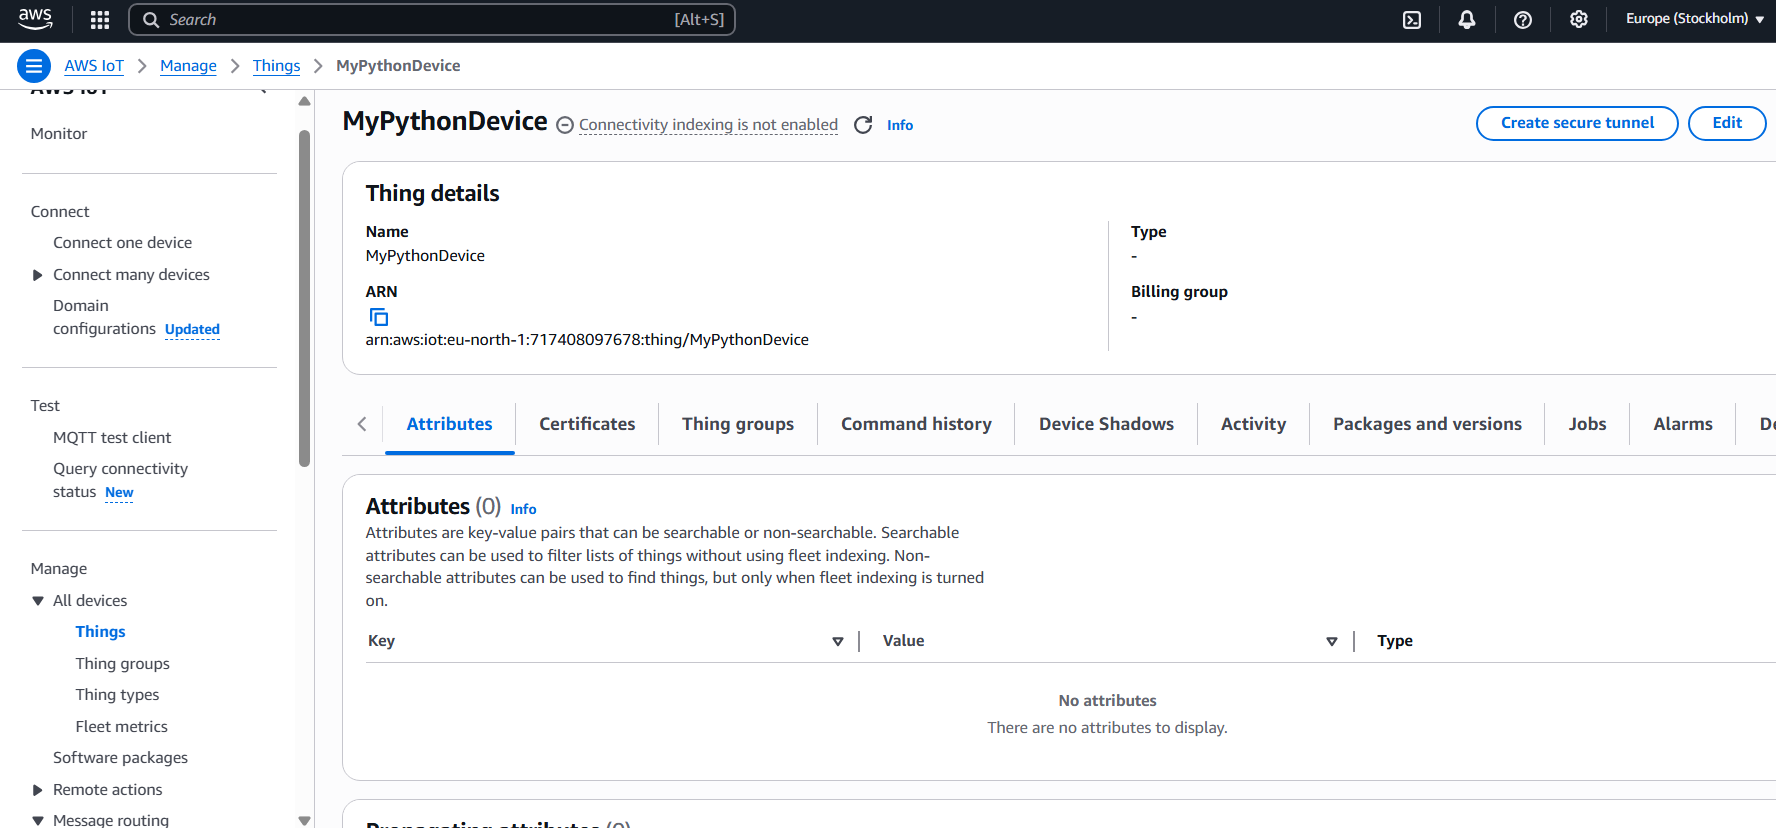 aws
Search
[Alt+S]
Europe (Stockholm)
AWS IoT
Manage
Things
MyPythonDevice
AWS IoT
Monitor
Connect
Connect one device
Connect many devices
Domain
configurations Updated
Test
MQTT test client
Query connectivity
status New
Manage
All devices
Things
Thing groups
Thing types
Fleet metrics
Software packages
Remote actions
Message routing
MyPythonDevice
Connectivity indexing is not enabled
Info
Create secure tunnel
Edit
Thing details
Name
MyPythonDevice
ARN
arn:aws:iot:eu-north-1:717408097678:thing/MyPythonDevice
Type
-
Billing group
-
Attributes
Certificates
Thing groups
Command history
Device Shadows
Activity
Packages and versions
Jobs
Alarms
Attributes (0) Info
Attributes are key-value pairs that can be searchable or non-searchable. Searchable
attributes can be used to filter lists of things without using fleet indexing. Non-
searchable attributes can be used to find things, but only when fleet indexing is turned
on.
Key
Value
Type
No attributes
There are no attributes to display.
Propagating attributes (0)